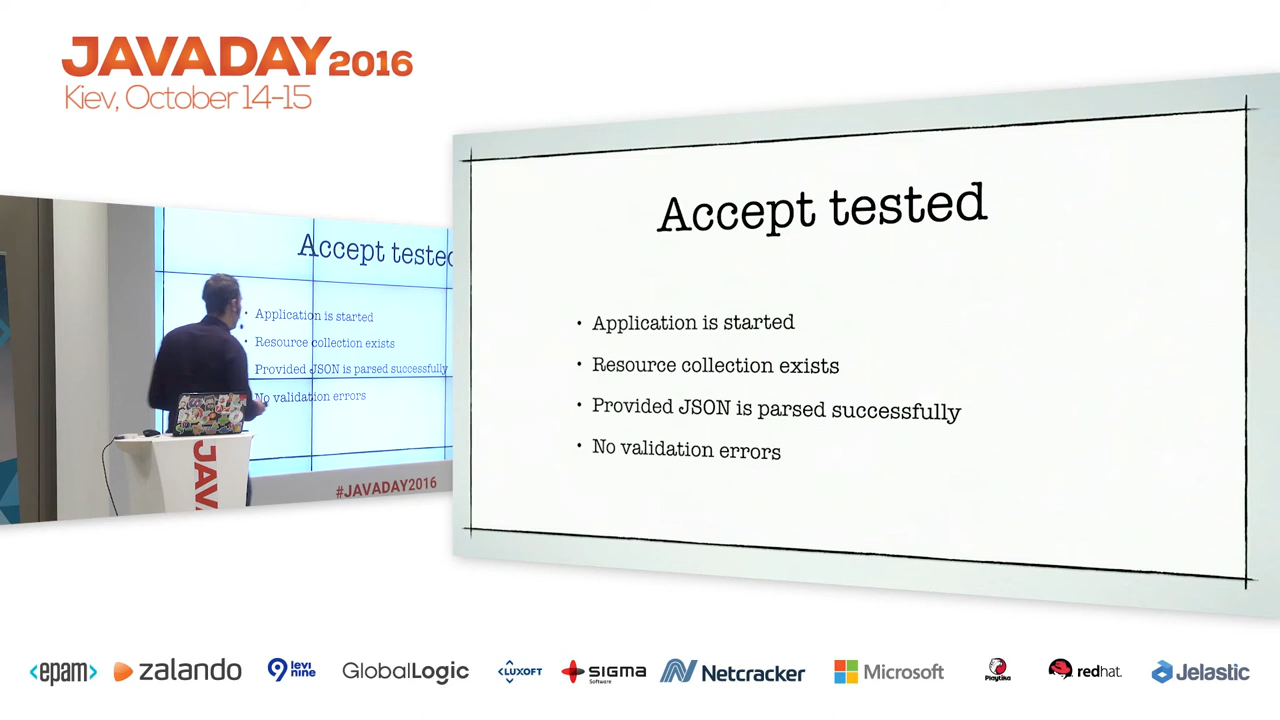 JAVADAY2016
Kiev, October 14-15
Accept tested
• Application is started
• Resource collection exists
• Provided JSON is parsed successfully
• No validation errors
Accept tested
• Application is started
• Resource collection exists
Provided JSON is parsed successfully
No validation errors
JAV
#JAVADAY2016
<epam>
zalando
9 levi nine
GlobalLogic
LUXOFT
SIGMA
Software
Netcracker
Microsoft
Playtika
redhat.
Jelastic